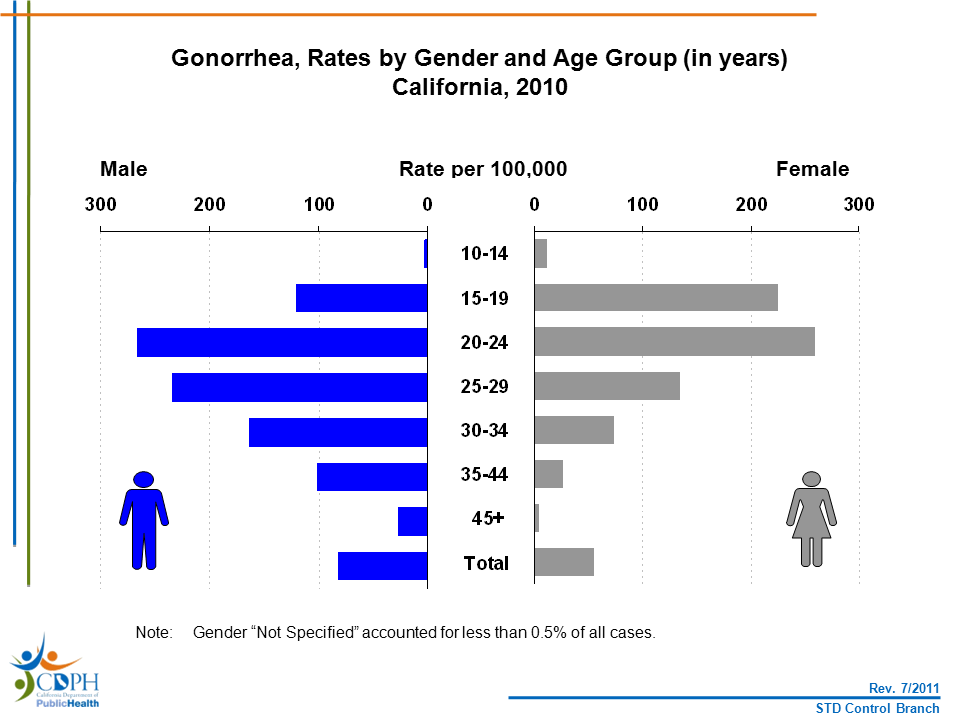 Gonorrhea, Rates by Gender and Age Group (in years)
California, 2010
Male Rate per 100,000 Female
300 200 100 0 0 100 200 300
10-14
15-19
20-24
25-29
30-34
35-44
45+
Total
Note: Gender “Not Specified” accounted for less than 0.5% of all cases.
CDPH
California Department of
PublicHealth
Rev. 7/2011
STD Control Branch